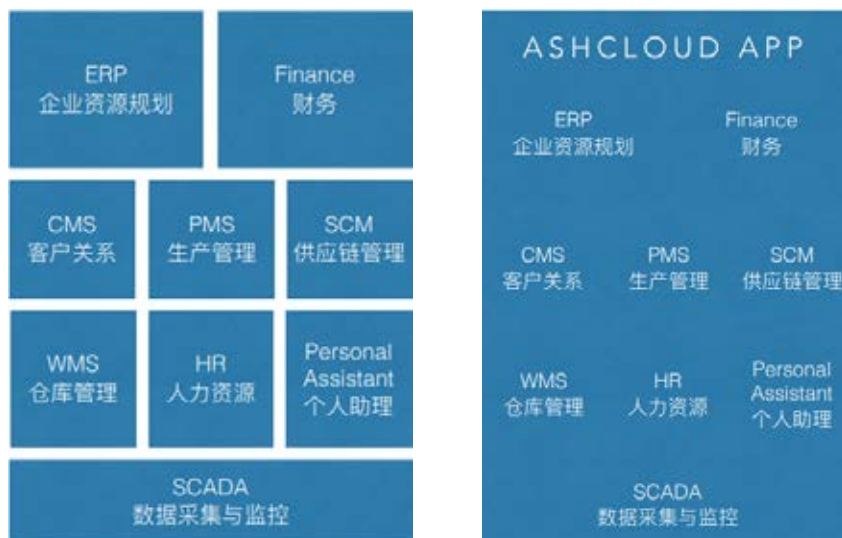 ERP
企业资源规划
Finance
财务
CMS
客户关系
PMS
生产管理
SCM
供应链管理
WMS
仓库管理
HR
人力资源
Personal
Assistant
个人助理
SCADA
数据采集与监控
ASHCLOUD APP
ERP
企业资源规划
Finance
财务
CMS
客户关系
PMS
生产管理
SCM
供应链管理
WMS
仓库管理
HR
人力资源
Personal
Assistant
个人助理
SCADA
数据采集与监控